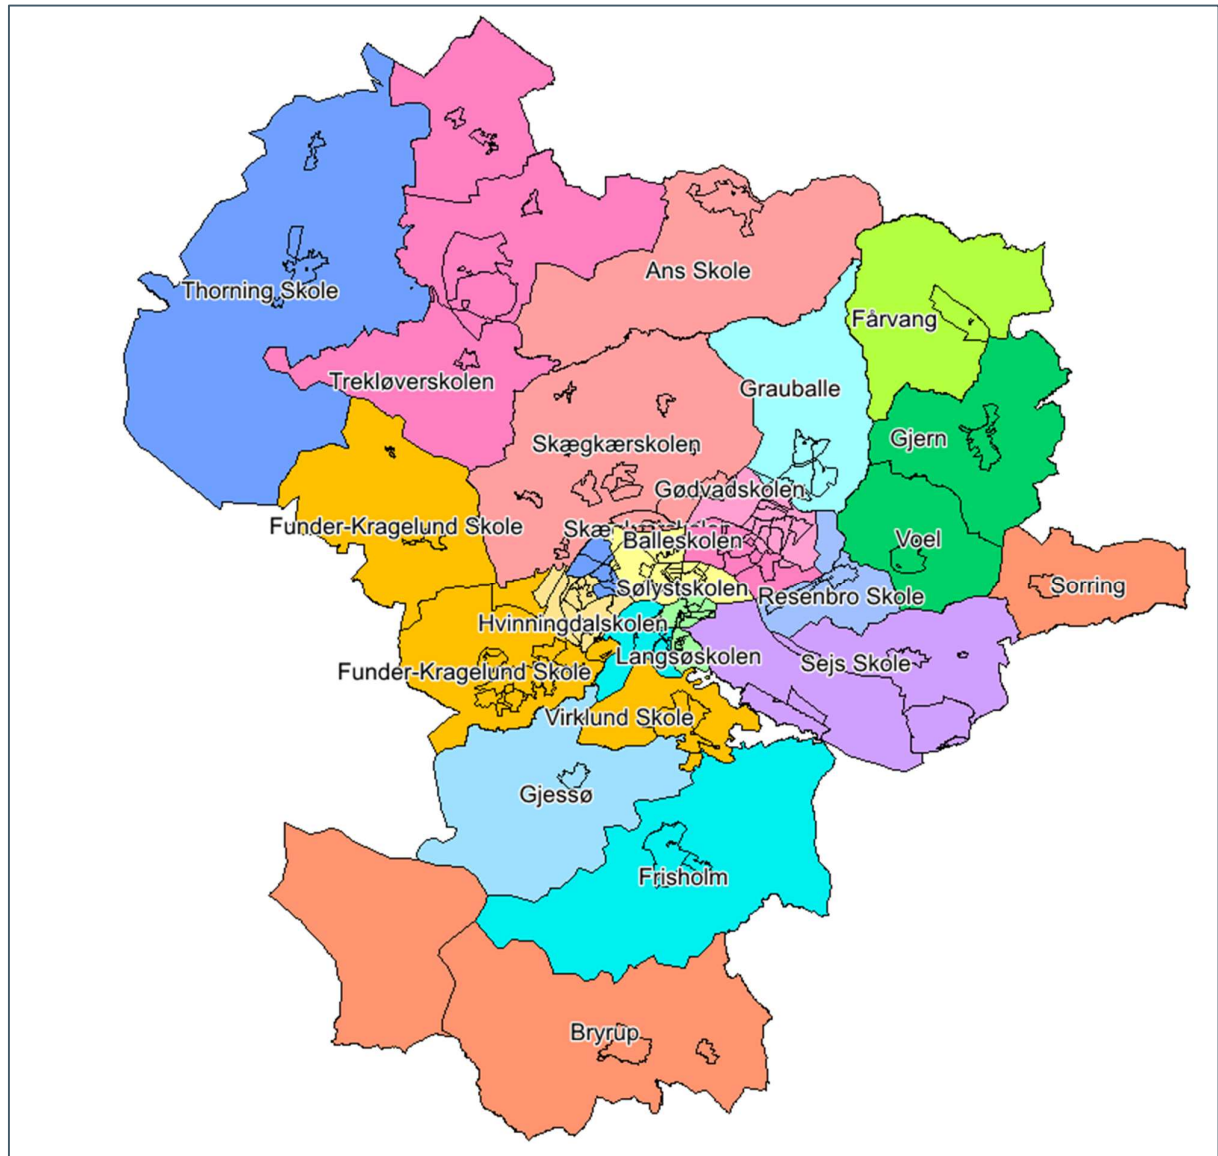 Ans Skole
Thorning Skole
Fårvang
Trekløverskolen
Grauballe
Skægkærskolen
Gjern
Gødvadskolen
Funder-Kragelund Skole
Balleskolen
Voel
Sølystskolen
Resenbro Skole
Sorring
Hvinningdalskolen
Langsøskolen
Sejs Skole
Funder-Kragelund Skole
Virklund Skole
Gjessø
Frisholm
Bryrup